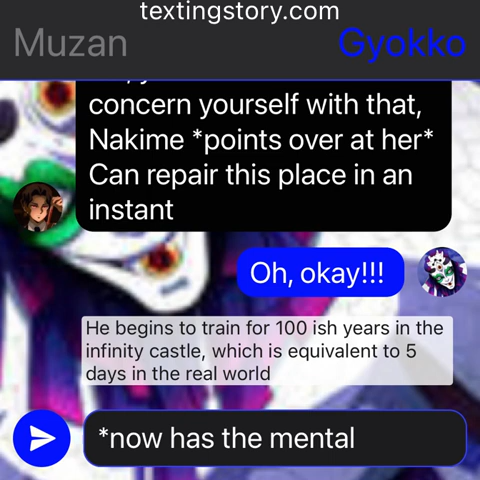 textingstory.com
Muzan Gyokko
concern yourself with that,
Nakime *points over at her*
Can repair this place in an
instant
Oh, okay!!!
He begins to train for 100 ish years in the
infinity castle, which is equivalent to 5
days in the real world
*now has the mental